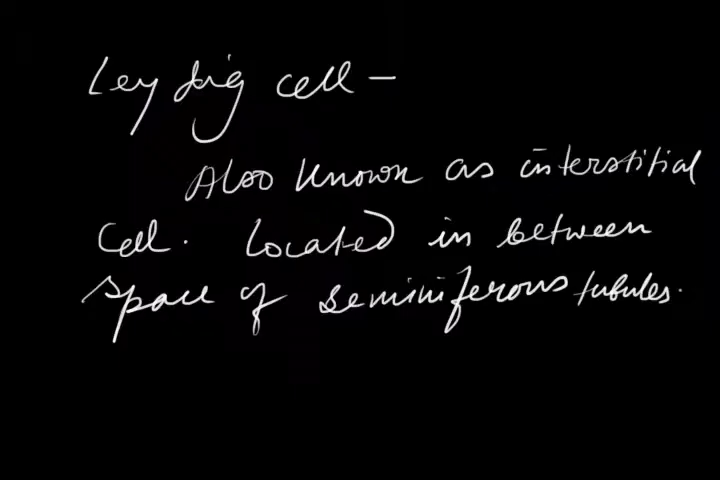 Leydig cell –
Also known as interstitial
Cell. Located in between
space of seminiferous tubules.